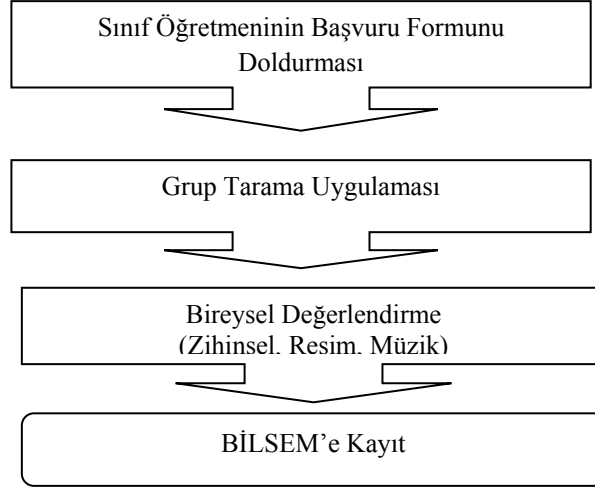 Sınıf Öğretmeninin Başvuru Formunu
Doldurması
Grup Tarama Uygulaması
Bireysel Değerlendirme
(Zihinsel, Resim, Müzik)
BİLSEM’e Kayıt